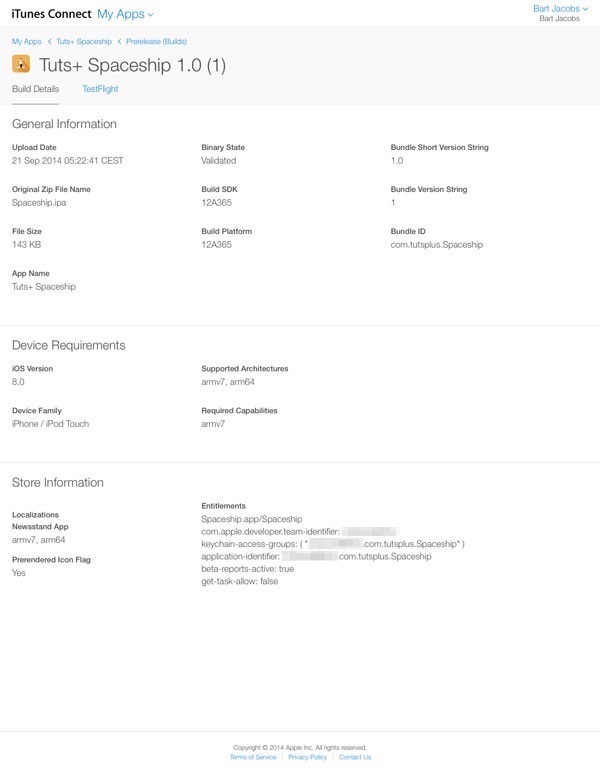 iTunes Connect My Apps
Bart Jacobs
Bart Jacobs
My Apps < Tuts+ Spaceship < Prerelease (Builds)
Tuts+ Spaceship 1.0 (1)
Build Details TestFlight
General Information
Upload Date Binary State Bundle Short Version String
21 Sep 2014 05:22:41 CEST Validated 1.0
Original Zip File Name Build SDK Bundle Version String
Spaceship.ipa 12A365 1
File Size Build Platform Bundle ID
143 KB 12A365 com.tutsplus.Spaceship
App Name
Tuts+ Spaceship
Device Requirements
iOS Version Supported Architectures
8.0 armv7, arm64
Device Family Required Capabilities
iPhone / iPod Touch armv7
Store Information
Localizations
Newsstand App
armv7, arm64
Prerendered Icon Flag
Yes
Entitlements
Spaceship.app/Spaceship
com.apple.developer.team-identifier:
keychain-access-groups: ( " .com.tutsplus.Spaceship" )
application-identifier: com.tutsplus.Spaceship
beta-reports-active: true
get-task-allow: false
Copyright © 2014 Apple Inc. All rights reserved.
Terms of Service | Privacy Policy | Contact Us